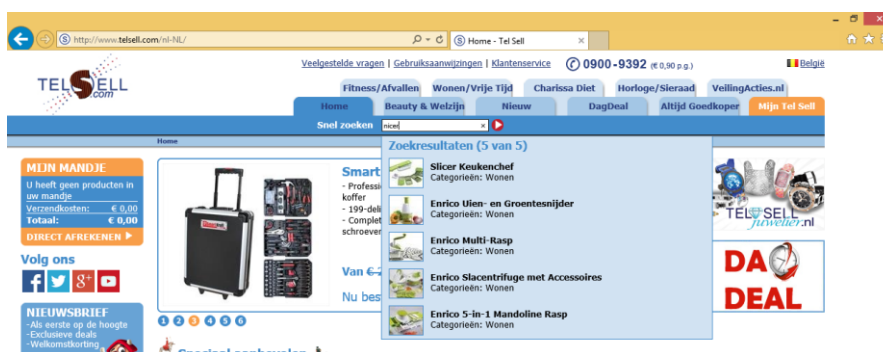 http://www.telsell.com/nl-NL/
Home - Tel Sell
Veelgestelde vragen | Gebruiksaanwijzingen | Klantenservice
0900-9392 (€ 0,90 p.g.)
België
TELSELL
.com
Fitness/Afvallen
Wonen/Vrije Tijd
Charissa Diet
Horloge/Sieraad
VeilingActies.nl
Home
Beauty & Welzijn
Nieuw
DagDeal
Altijd Goedkoper
Mijn Tel Sell
Snel zoeken
nicer
Home
Zoekresultaten (5 van 5)
Slicer Keukenchef
Categorieën: Wonen
Enrico Uien- en Groentesnijder
Categorieën: Wonen
Enrico Multi-Rasp
Categorieën: Wonen
Enrico Slacentrifuge met Accessoires
Categorieën: Wonen
Enrico 5-in-1 Mandoline Rasp
Categorieën: Wonen
MIJN MANDJE
U heeft geen producten in
uw mandje
Verzendkosten: € 0,00
Totaal: € 0,00
DIRECT AFREKENEN
Volg ons
NIEUWSBRIEF
-Als eerste op de hoogte
-Exclusieve deals
-Welkomstkorting
Smart
- Professi
koffer
- 199-deli
- Complet
schroever
Van €
Nu bes
1 2 3 4 5 6
Speciaal aanbevolen
TELSELL
juwelier.nl
DA
DEAL